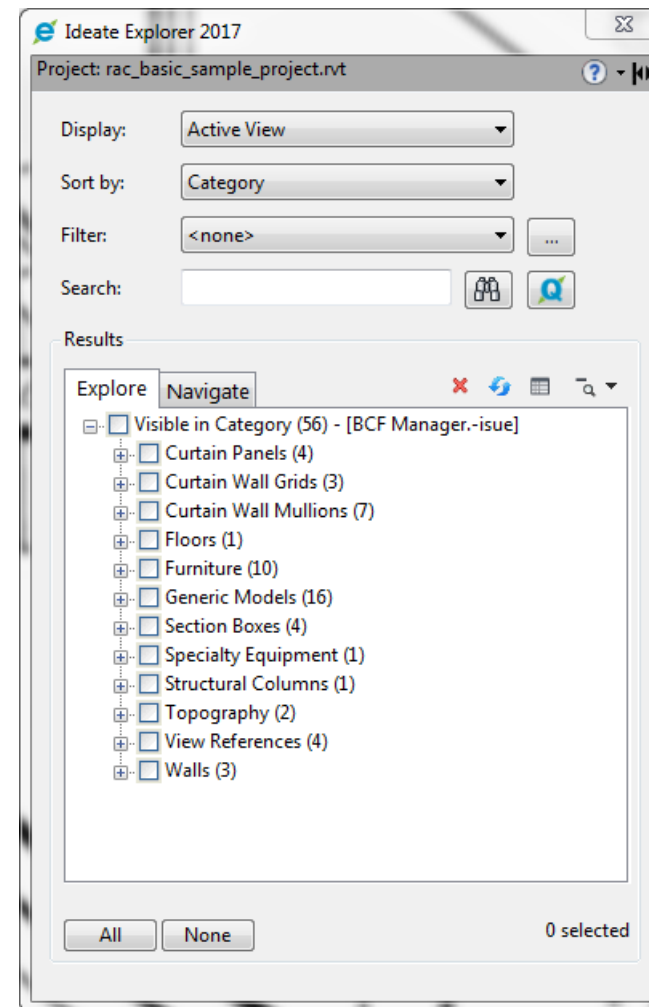 Ideate Explorer 2017
Project: rac_basic_sample_project.rvt
Display: Active View
Sort by: Category
Filter: <none> ...
Search:
Results
Explore Navigate
Visible in Category (56) - [BCF Manager.-isue]
Curtain Panels (4)
Curtain Wall Grids (3)
Curtain Wall Mullions (7)
Floors (1)
Furniture (10)
Generic Models (16)
Section Boxes (4)
Specialty Equipment (1)
Structural Columns (1)
Topography (2)
View References (4)
Walls (3)
All None 0 selected